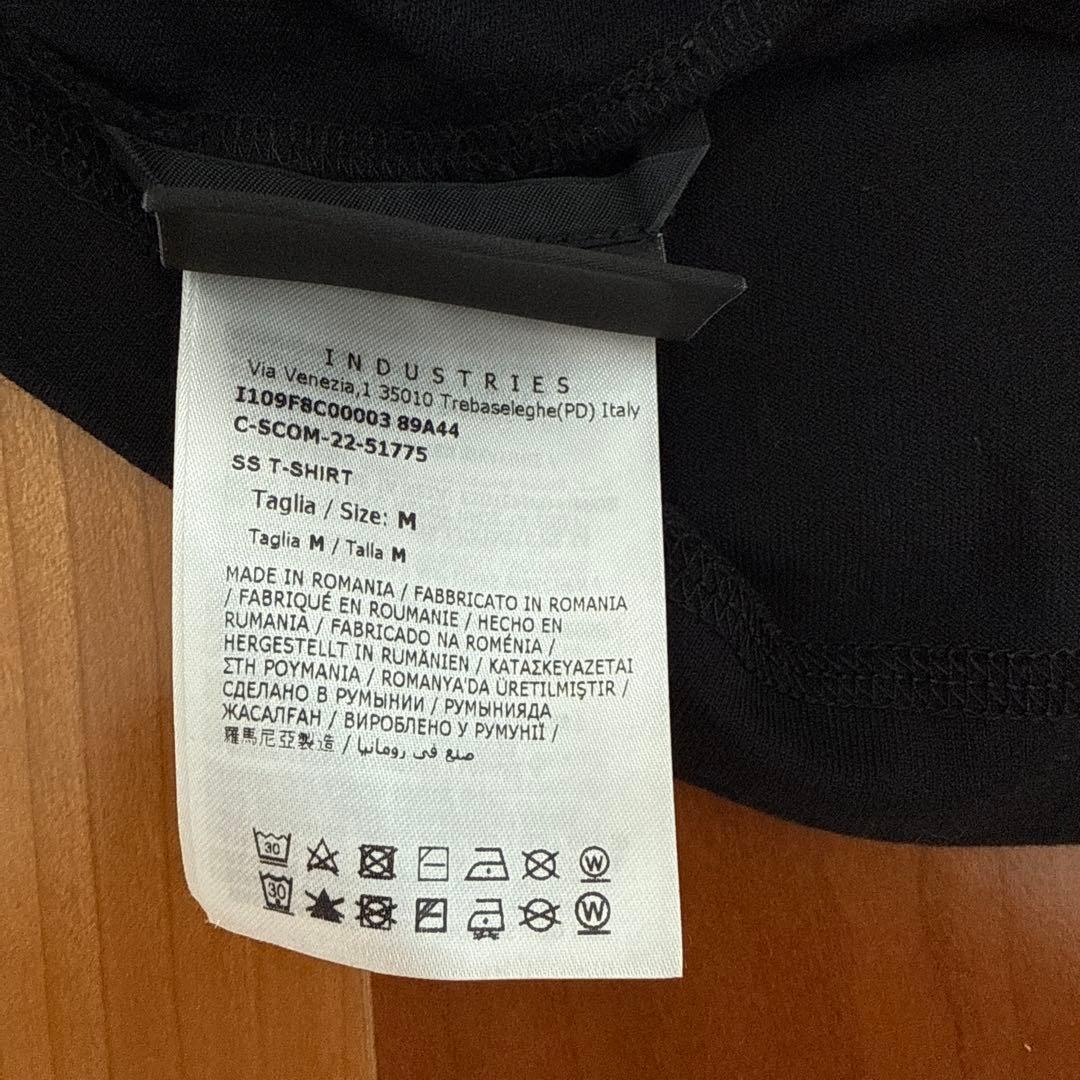 INDUSTRIES
Via Venezia,1 35010 Trebaseleghe(PD) Italy
I109F8C00003 89A44
C-SCOM-22-51775
SS T-SHIRT
Taglia / Size: M
Taglia M / Talla M
MADE IN ROMANIA / FABBRICATO IN ROMANIA
/ FABRIQUÉ EN ROUMANIE / HECHO EN
RUMANIA / FABRICADO NA ROMÉNIA /
HERGESTELLT IN RUMÄNIEN / ΚΑΤΑΣΚΕΥΑΖΕΤΑΙ
ΣΤΗ ΡΟΥΜΑΝΙΑ / ROMANYA'DA ÜRETILMIŞTIR /
СДЕЛАНО В РУМЫНИИ / РУМЫНИЯДА
ЖАСАЛҒАН / ВИРОБЛЕНО У РУМУНІЇ /
羅馬尼亞製造 / صنع في رومانيا
30 W
30 W